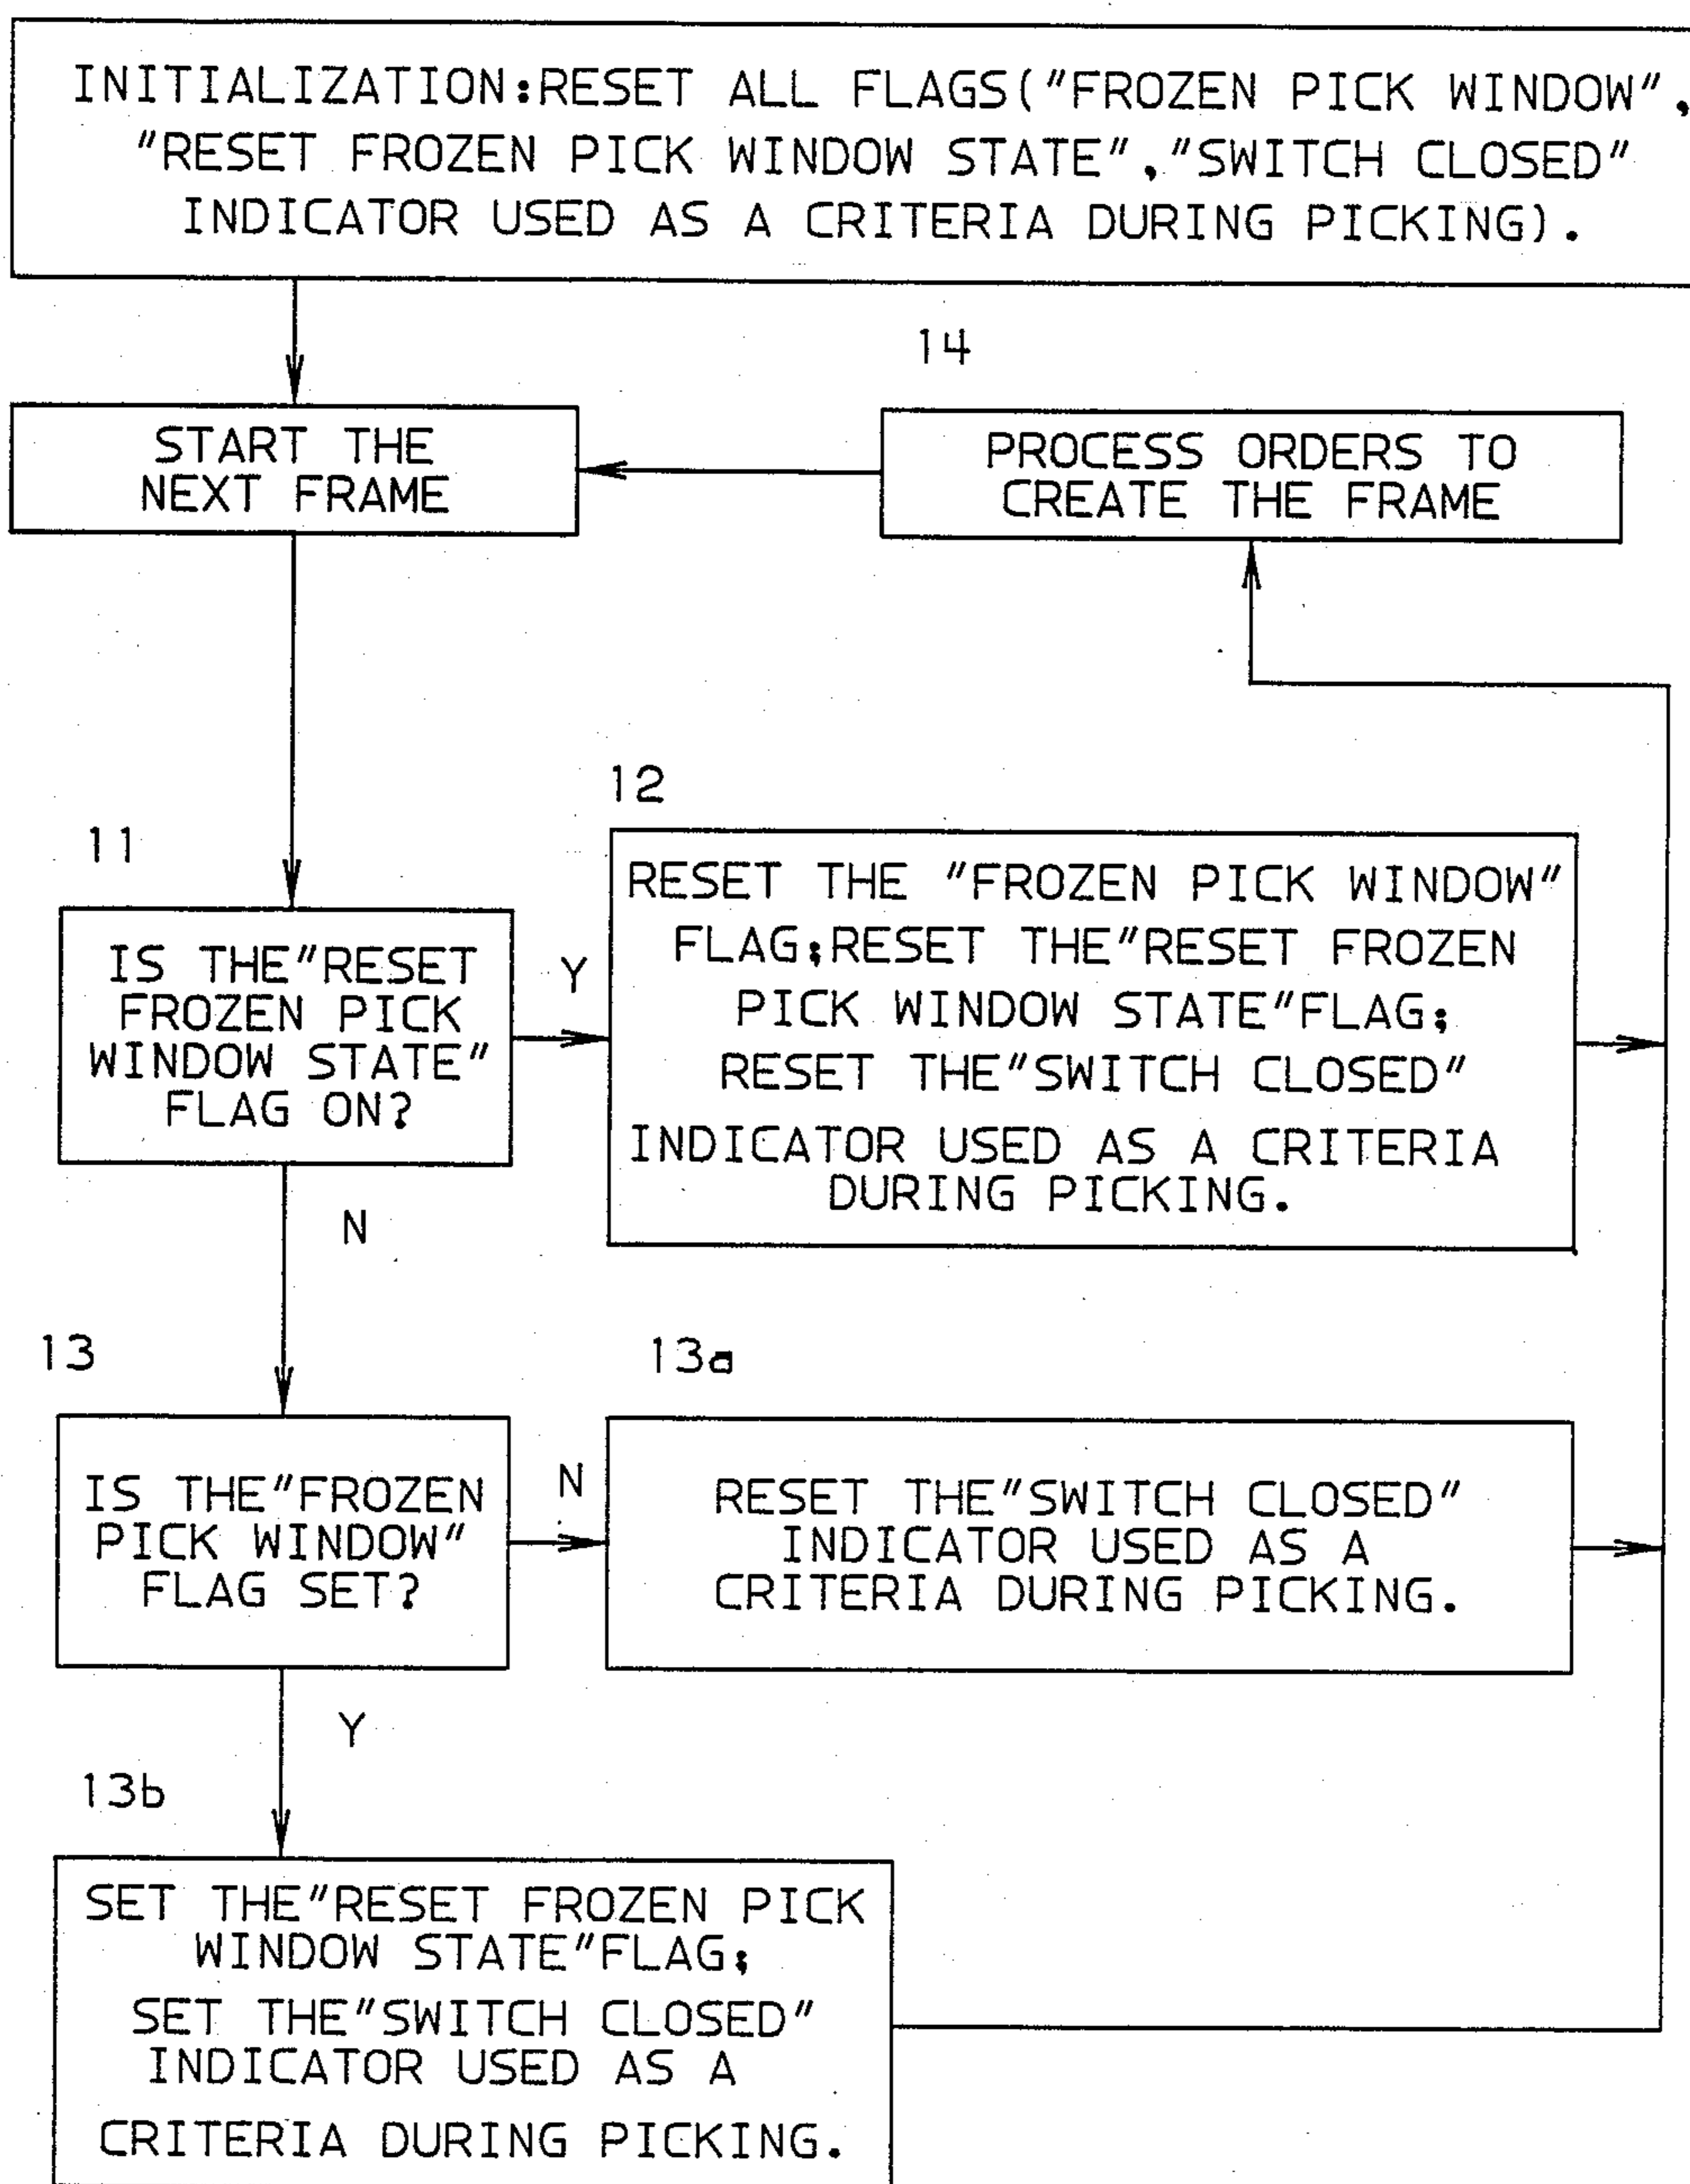 INITIALIZATION:RESET ALL FLAGS("FROZEN PICK WINDOW",
"RESET FROZEN PICK WINDOW STATE","SWITCH CLOSED"
INDICATOR USED AS A CRITERIA DURING PICKING).
14
START THE
NEXT FRAME
PROCESS ORDERS TO
CREATE THE FRAME
11
IS THE"RESET
FROZEN PICK
WINDOW STATE"
FLAG ON?
Y
N
12
RESET THE "FROZEN PICK WINDOW"
FLAG;RESET THE"RESET FROZEN
PICK WINDOW STATE"FLAG;
RESET THE"SWITCH CLOSED"
INDICATOR USED AS A CRITERIA
DURING PICKING.
13
IS THE"FROZEN
PICK WINDOW"
FLAG SET?
N
Y
13a
RESET THE"SWITCH CLOSED"
INDICATOR USED AS A
CRITERIA DURING PICKING.
13b
SET THE"RESET FROZEN PICK
WINDOW STATE"FLAG;
SET THE"SWITCH CLOSED"
INDICATOR USED AS A
CRITERIA DURING PICKING.